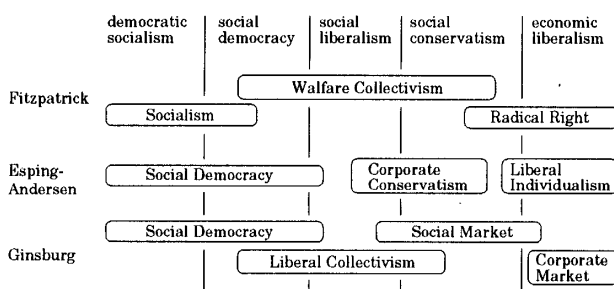 democratic social social social economic
socialism democracy liberalism conservatism liberalism
Walfare Collectivism
Fitzpatrick
Socialism Radical Right
Esping- Social Democracy Corporate Liberal
Andersen Conservatism Individualism
Social Democracy Social Market
Ginsburg Liberal Collectivism Corporate
Market